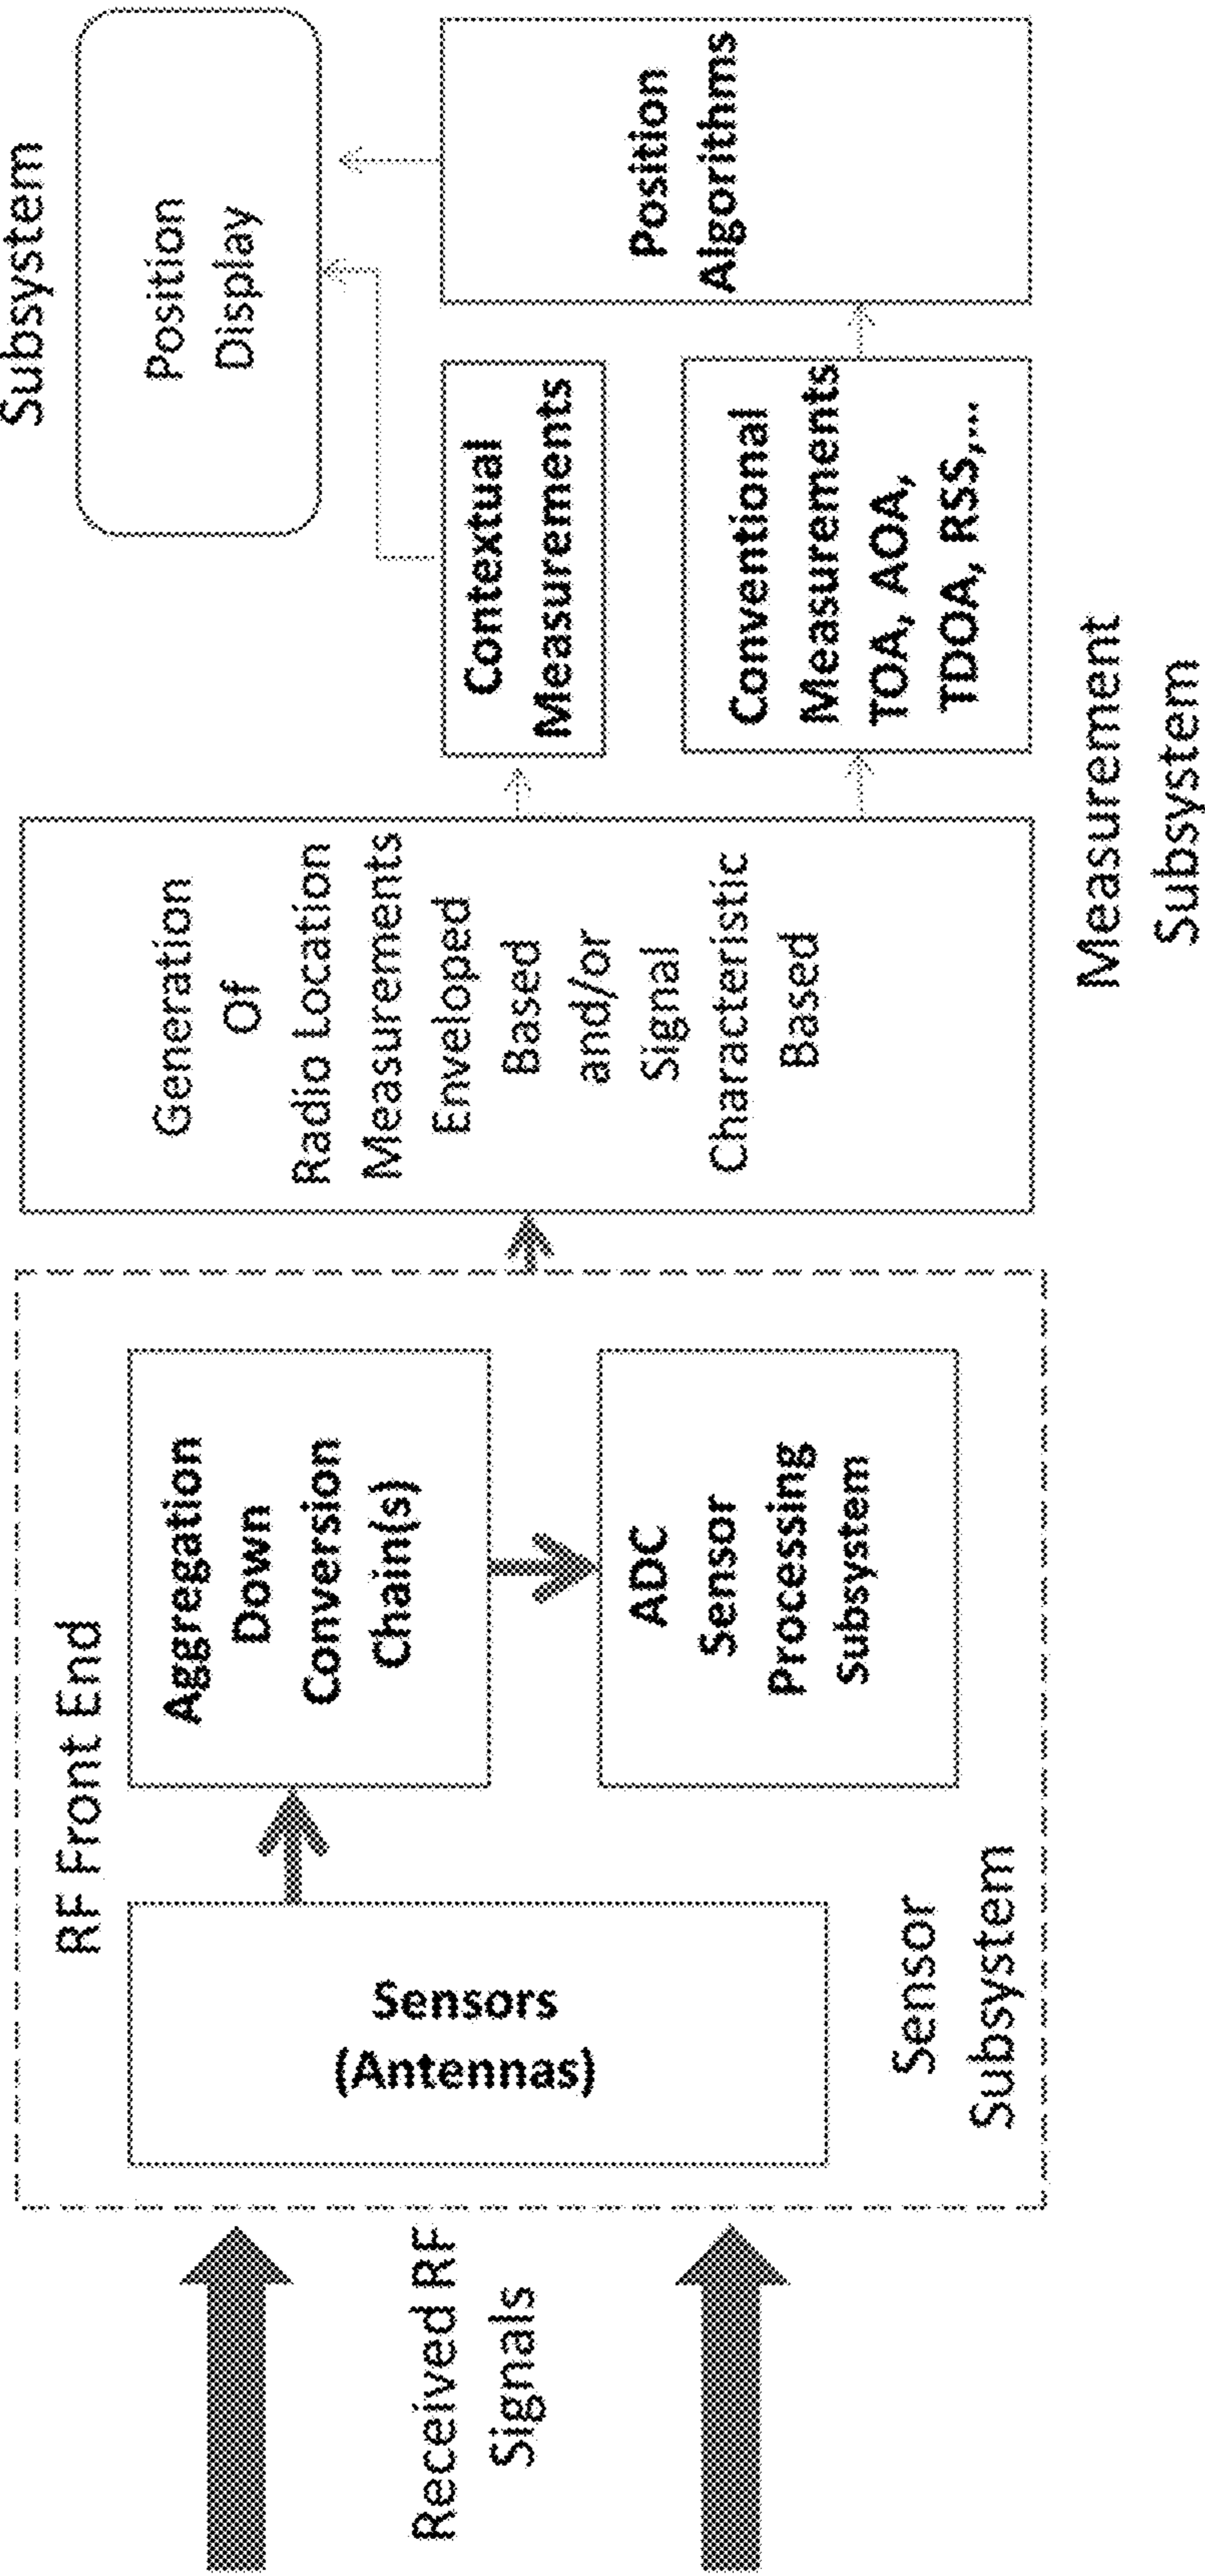 Received RF
Signals
RF Front End
Sensors
(Antennas)
Aggregation
Down
Conversion
Chain(s)
ADC
Sensor
Processing
Subsystem
Sensor
Subsystem
Generation
Of
Radio Location
Measurements
Enveloped
Based
and/or
Signal
Characteristic
Based
Contextual
Measurements
Conventional
Measurements
TOA, AOA,
TDOA, RSS,...
Measurement
Subsystem
Subsystem
Position
Display
Position
Algorithms